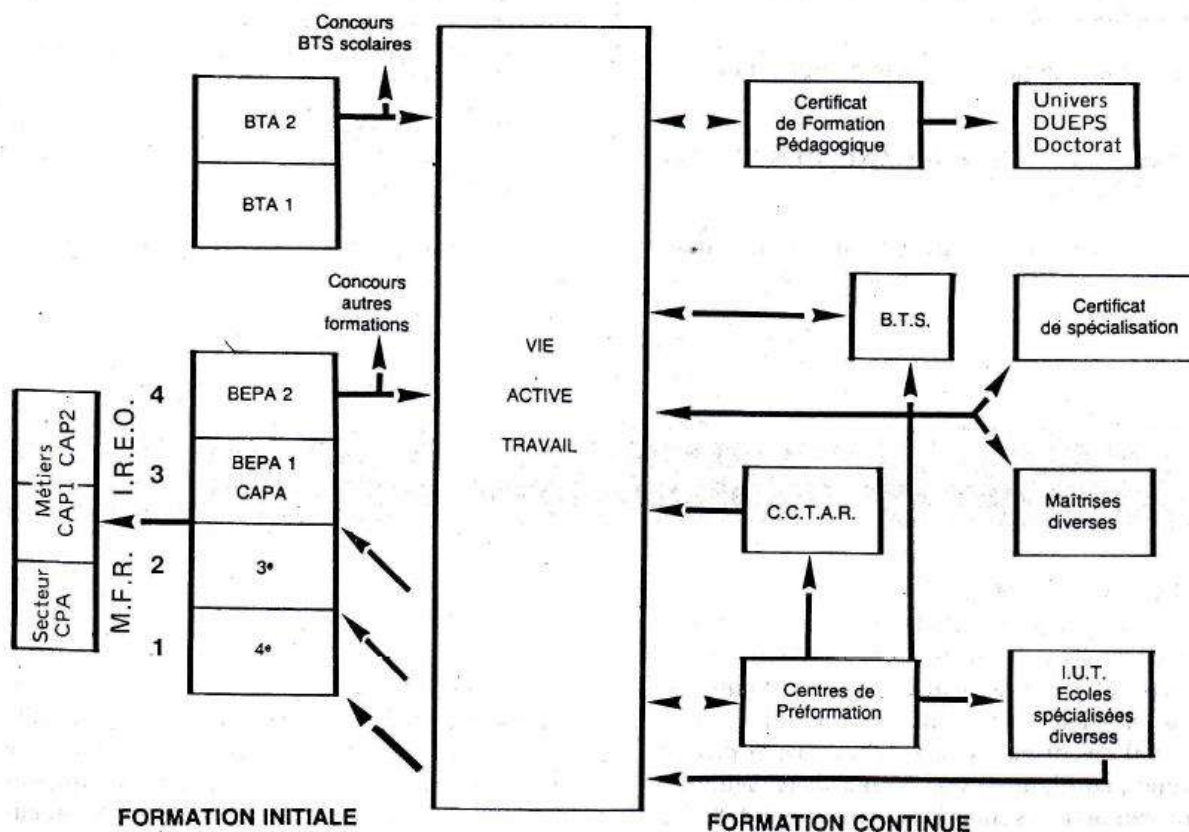 Concours
BTS scolaires
BTA 2
BTA 1
Concours
autres
formations
BEPA 2
BEPA 1
CAPA
3e
4e
4
3
2
1
I.R.E.O.
M.F.R.
Métiers
CAP1 CAP2
Secteur
CPA
VIE
ACTIVE
TRAVAIL
Certificat
de Formation
Pédagogique
Univers
DUEPS
Doctorat
B.T.S.
Certificat
de spécialisation
C.C.T.A.R.
Maîtrises
diverses
Centres de
Préformation
I.U.T.
Ecoles
spécialisées
diverses
FORMATION INITIALE
FORMATION CONTINUE